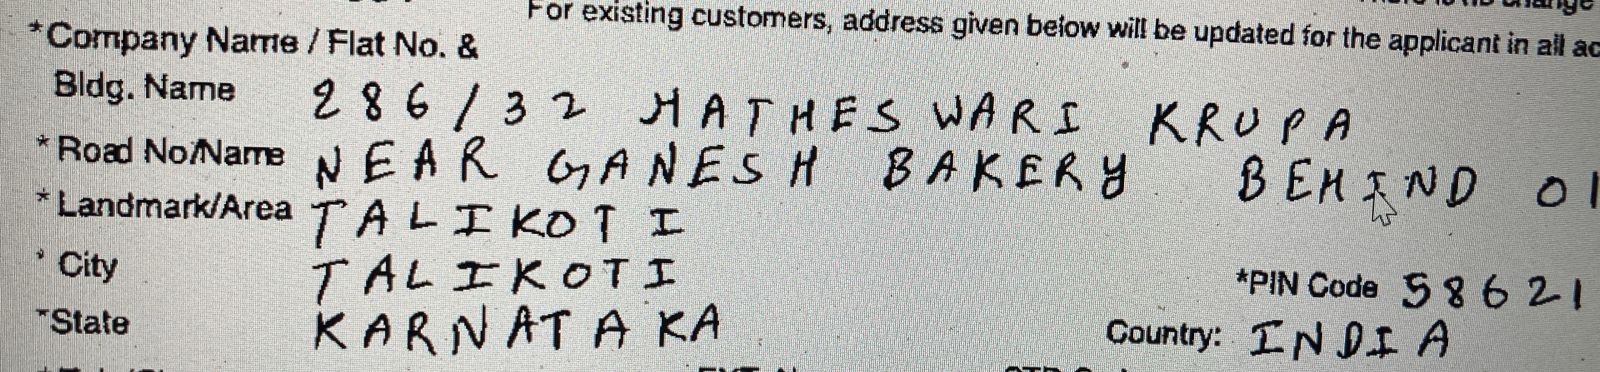 For existing customers, address given below will be updated for the applicant in all ac
*Company Name / Flat No. &
Bldg. Name 286/32 MATHESWARI KRUPA
*Road No/Name NEAR GANESH BAKERY BEHIND
*Landmark/Area TALIKOTI
*City TALIKOTI *PIN Code 58621
*State KARNATAKA Country: INDIA